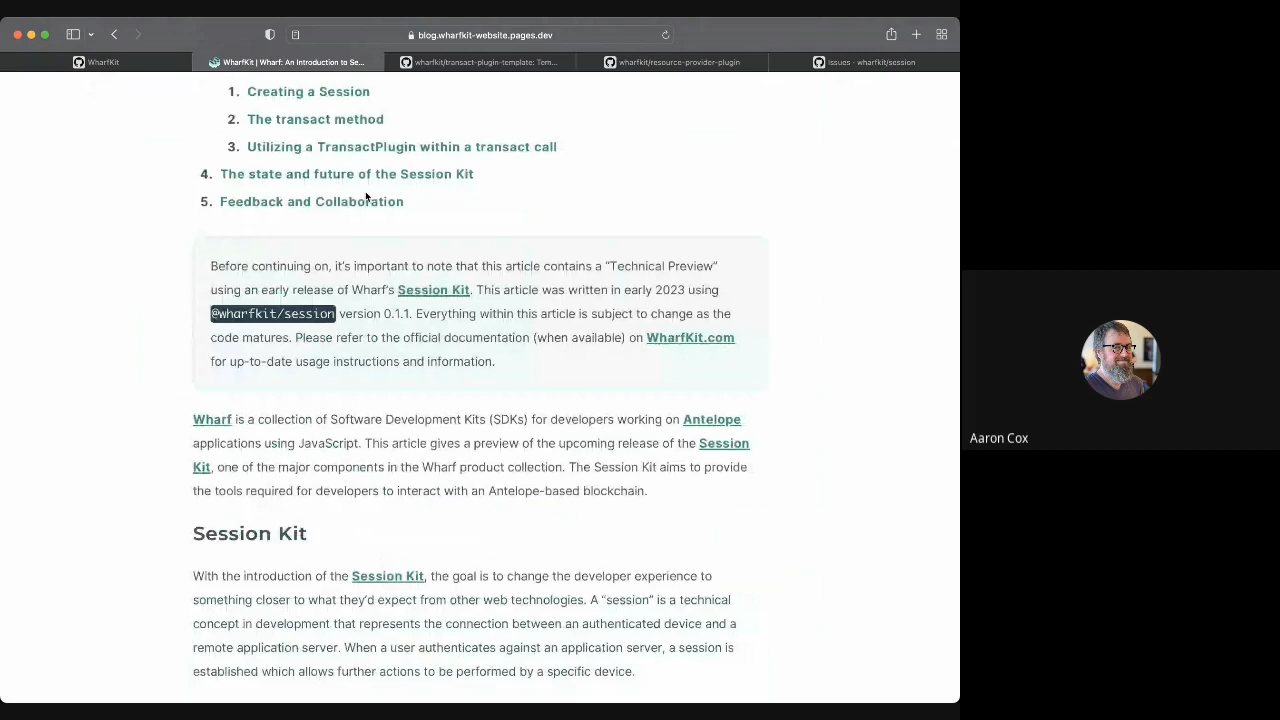 blog.wharfkit-website.pages.dev
WharfKit
WharfKit | Wharf: An Introduction to Se...
wharfkit/transact-plugin-template: Tem...
wharfkit/resource-provider-plugin
Issues · wharfkit/session
1. Creating a Session
2. The transact method
3. Utilizing a TransactPlugin within a transact call
4. The state and future of the Session Kit
5. Feedback and Collaboration
Before continuing on, it's important to note that this article contains a “Technical Preview”
using an early release of Wharf's Session Kit. This article was written in early 2023 using
@wharfkit/session version 0.1.1. Everything within this article is subject to change as the
code matures. Please refer to the official documentation (when available) on WharfKit.com
for up-to-date usage instructions and information.
Wharf is a collection of Software Development Kits (SDKs) for developers working on Antelope
applications using JavaScript. This article gives a preview of the upcoming release of the Session
Kit, one of the major components in the Wharf product collection. The Session Kit aims to provide
the tools required for developers to interact with an Antelope-based blockchain.
Session Kit
With the introduction of the Session Kit, the goal is to change the developer experience to
something closer to what they'd expect from other web technologies. A “session” is a technical
concept in development that represents the connection between an authenticated device and a
remote application server. When a user authenticates against an application server, a session is
established which allows further actions to be performed by a specific device.
Aaron Cox